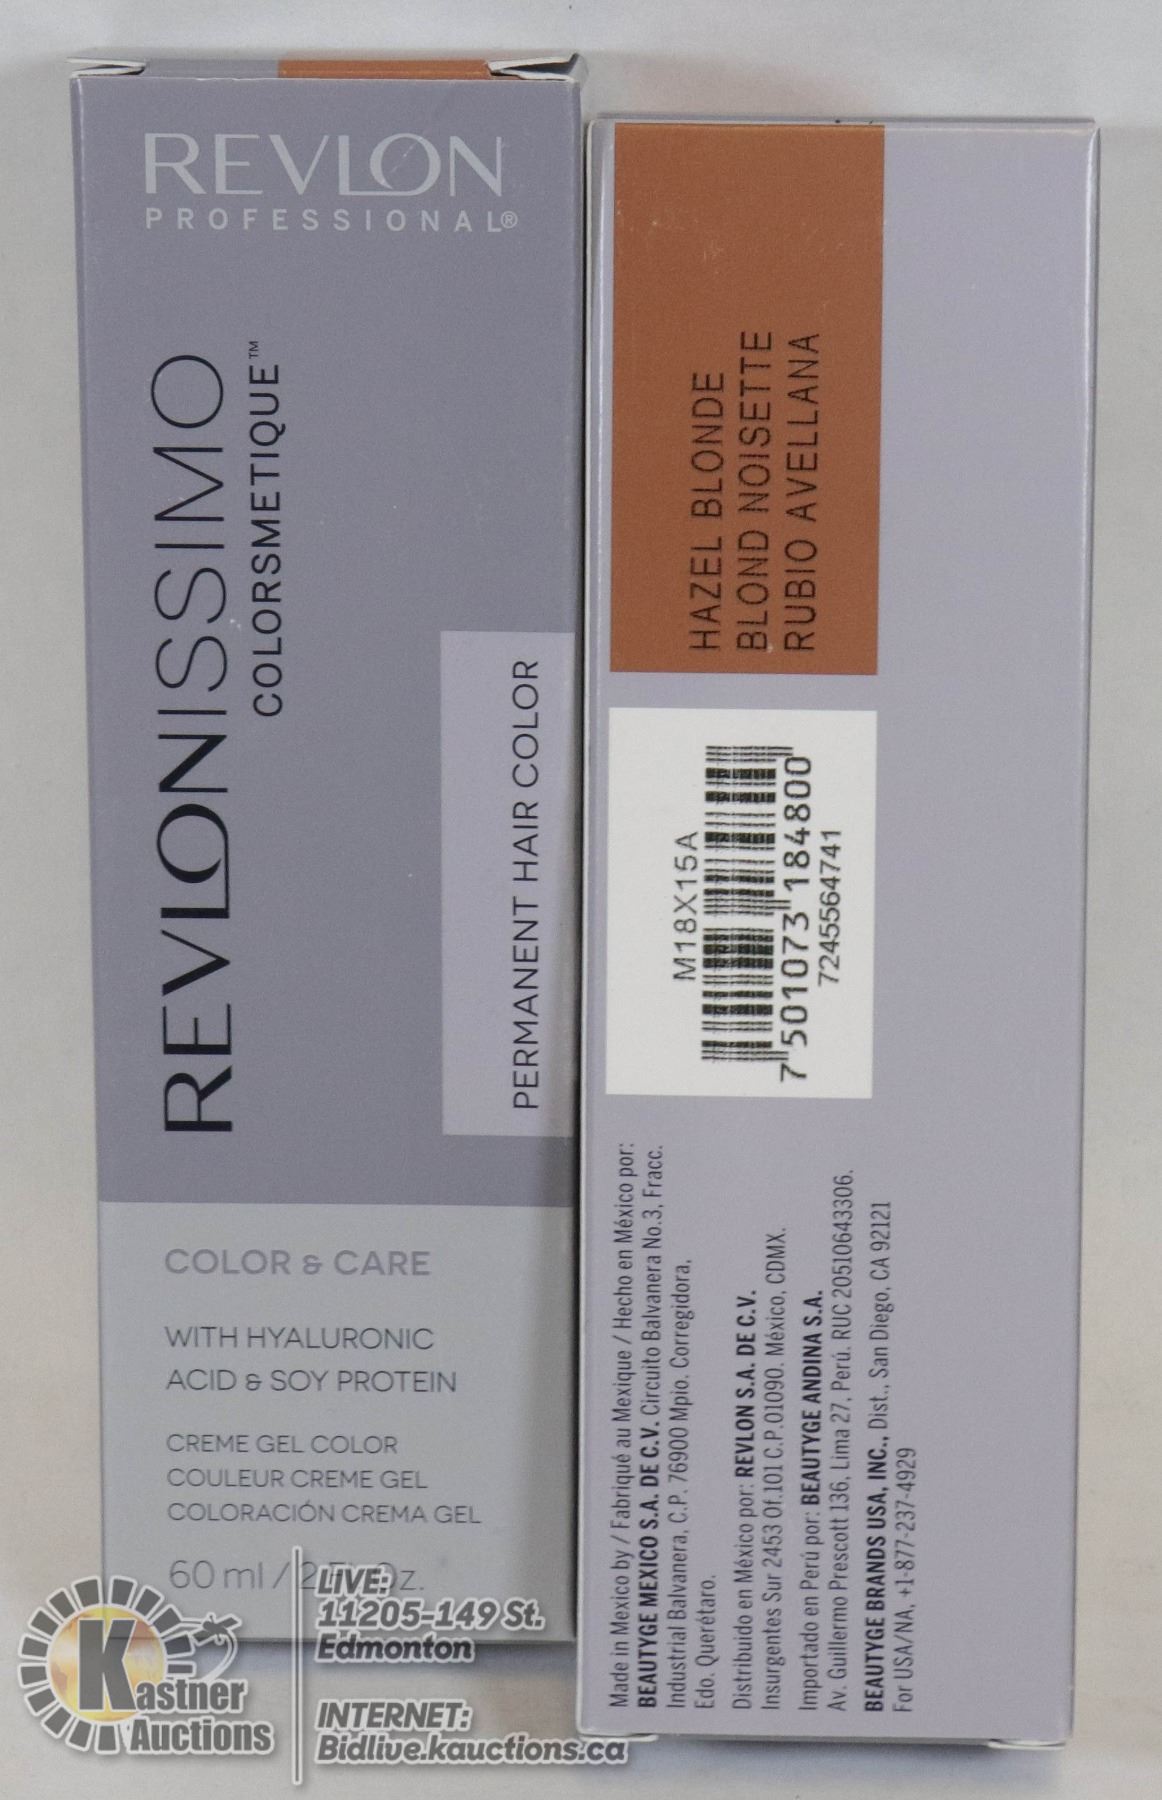 REVLON
PROFESSIONAL®
REVLONISSIMO
COLORSMETIQUE™
PERMANENT HAIR COLOR
COLOR & CARE
WITH HYALURONIC
ACID & SOY PROTEIN
CREME GEL COLOR
COULEUR CREME GEL
COLORACIÓN CREMA GEL
60 ml / 2 Oz.
HAZEL BLONDE
BLOND NOISETTE
RUBIO AVELLANA
M18X15A
7 501073 184800
7245564741
Made in Mexico by / Fabriqué au Mexique / Hecho en México por:
BEAUTYGE MEXICO S.A. DE C.V. Circuito Balvanera No.3, Fracc.
Industrial Balvanera, C.P. 76900 Mpio. Corregidora,
Edo. Querétaro.
Distribuido en México por: REVLON S.A. DE C.V.
Insurgentes Sur 2453 Of.101 C.P.01090. México, CDMX.
Importado en Perú por: BEAUTYGE ANDINA S.A.
Av. Guillermo Prescott 136, Lima 27, Perú. RUC 20510643306.
BEAUTYGE BRANDS USA, INC., Dist., San Diego, CA 92121
For USA/NA, +1-877-237-4929
Kastner
Auctions
LIVE:
11205-149 St.
Edmonton
INTERNET:
Bidlive.kauctions.ca